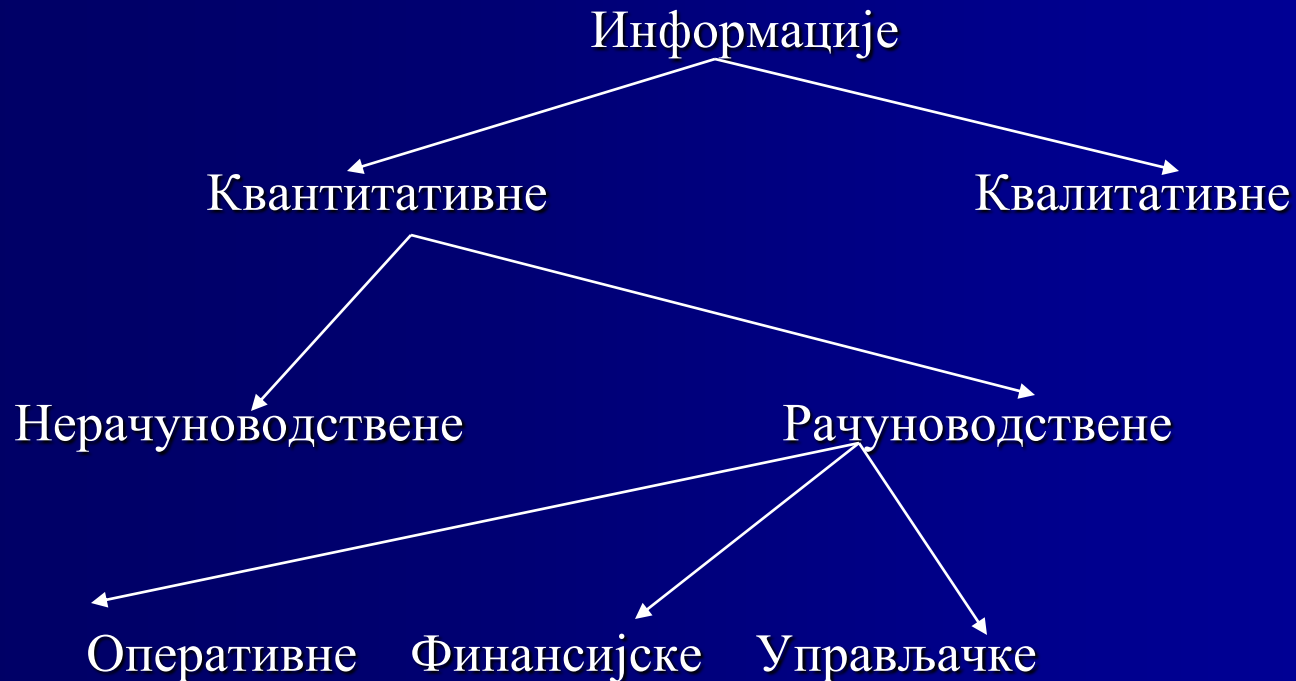 Информације
Квантитативне Квалитативне
Нерачуноводствене Рачуноводствене
Оперативне Финансијске Управљачке